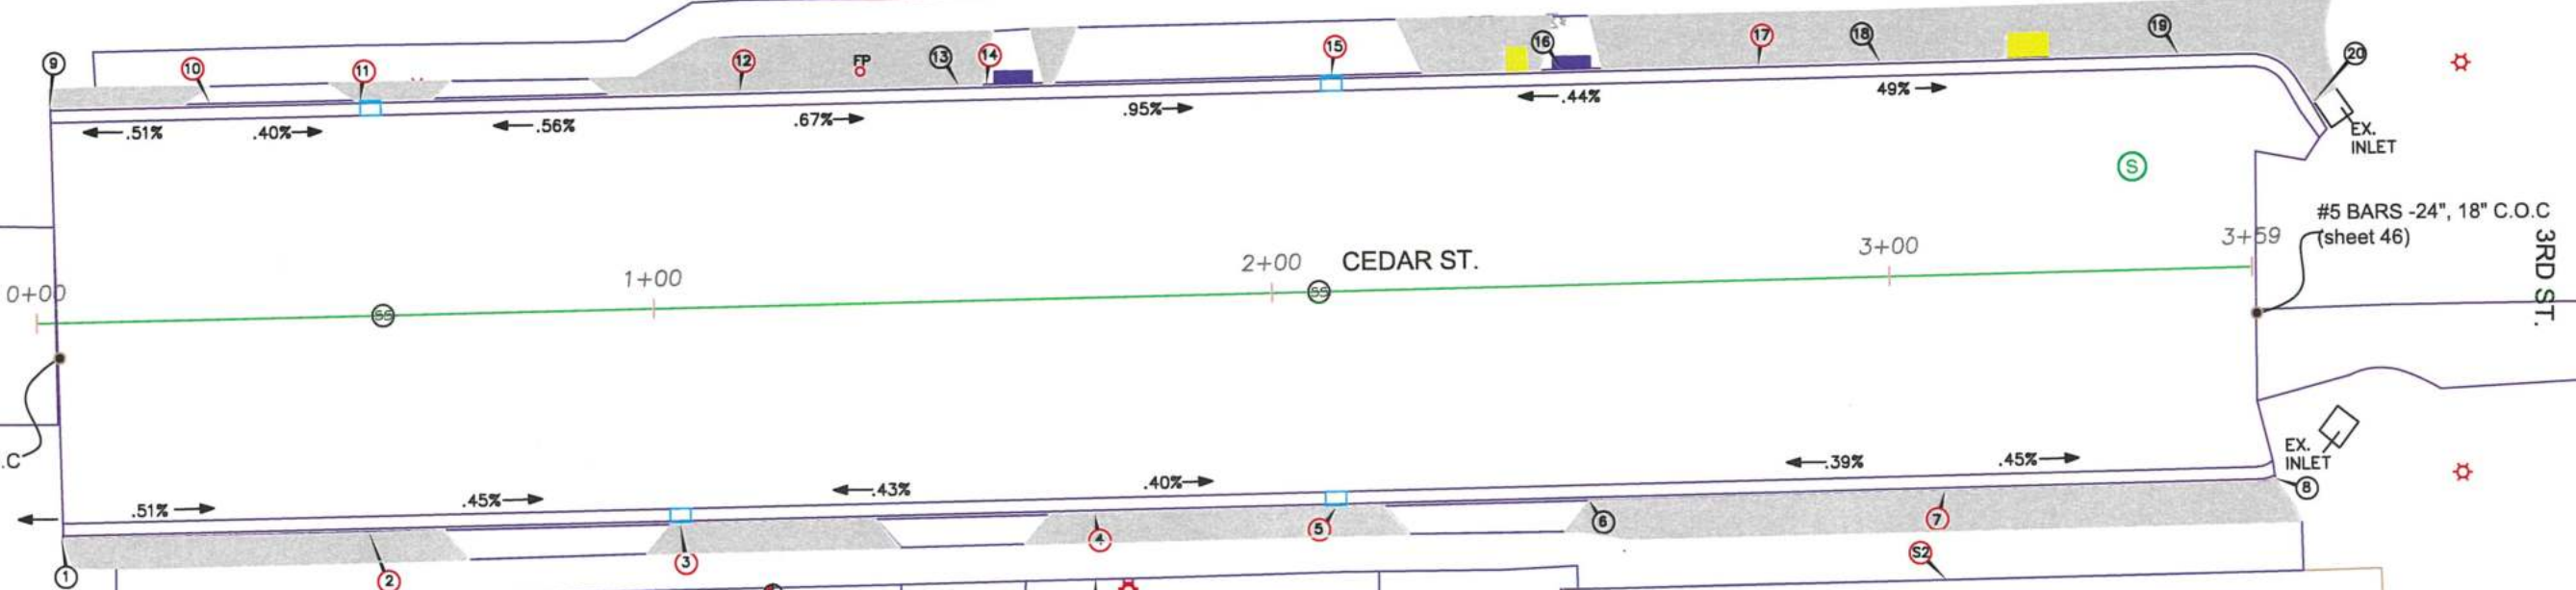 9
10
11
12
FP
13
14
15
16
17
18
19
20
.51%
.40%
.56%
.67%
.95%
.44%
49%
EX.
INLET
S
#5 BARS -24", 18" C.O.C
(sheet 46)
3RD ST.
0+00
1+00
2+00
CEDAR ST.
3+00
3+59
SS
SS
.C
.51%
.45%
.43%
.40%
.39%
.45%
EX.
INLET
1
2
3
4
5
6
7
8
S2